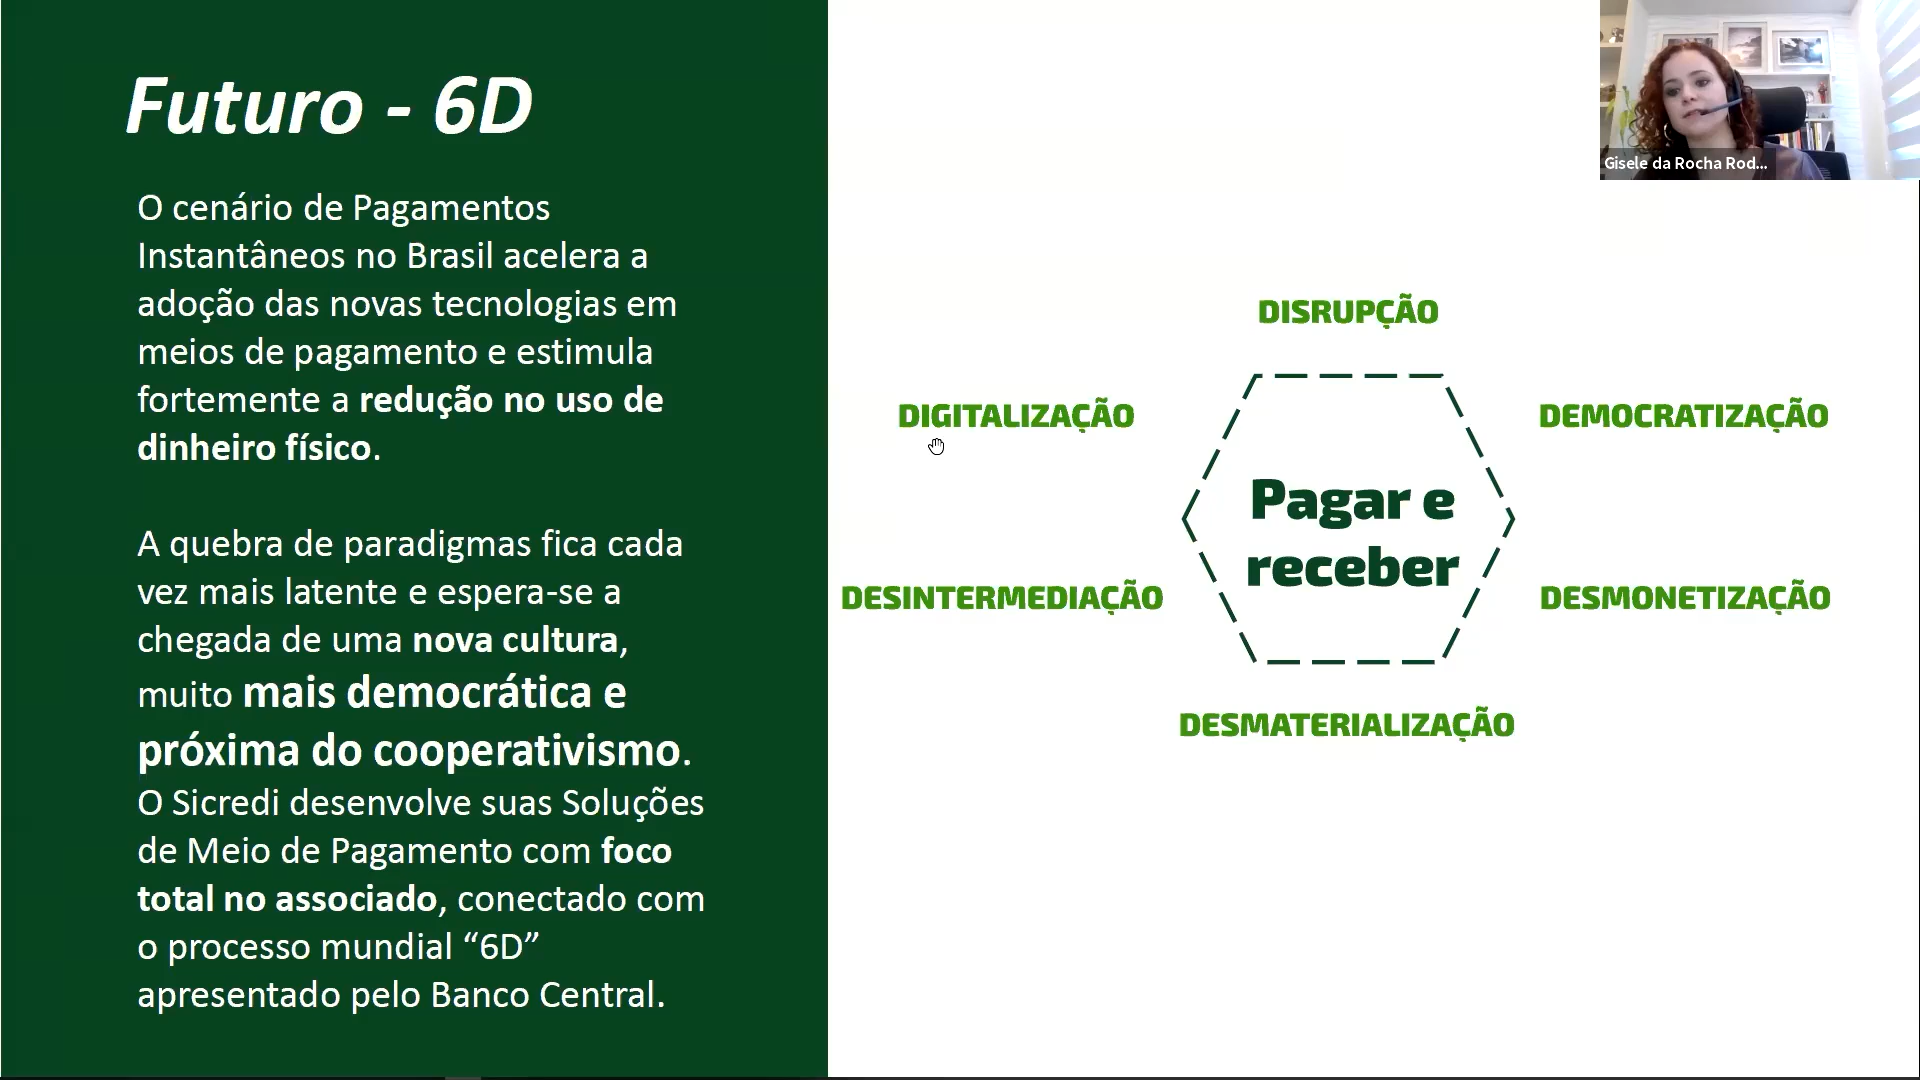 Futuro - 6D
O cenário de Pagamentos
Instantâneos no Brasil acelera a
adoção das novas tecnologias em
meios de pagamento e estimula
fortemente a redução no uso de
dinheiro físico.
A quebra de paradigmas fica cada
vez mais latente e espera-se a
chegada de uma nova cultura,
muito mais democrática e
próxima do cooperativismo.
O Sicredi desenvolve suas Soluções
de Meio de Pagamento com foco
total no associado, conectado com
o processo mundial “6D”
apresentado pelo Banco Central.
DISRUPÇÃO
DIGITALIZAÇÃO
DEMOCRATIZAÇÃO
Pagar e
receber
DESINTERMEDIAÇÃO
DESMONETIZAÇÃO
DESMATERIALIZAÇÃO
Gisele da Rocha Rod...